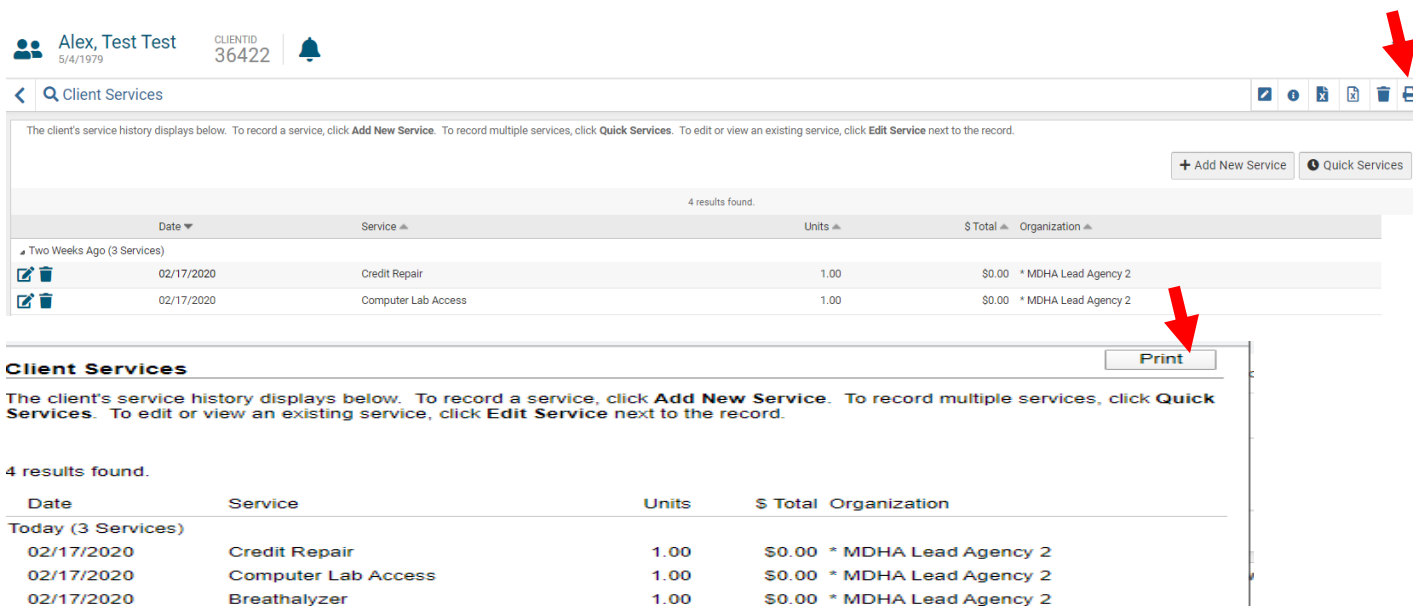 Alex, Test Test CLIENTID
5/4/1979 36422
Client Services
The client's service history displays below. To record a service, click Add New Service. To record multiple services, click Quick Services. To edit or view an existing service, click Edit Service next to the record.
+ Add New Service Quick Services
4 results found.
Date Service Units $ Total Organization
Two Weeks Ago (3 Services)
02/17/2020 Credit Repair 1.00 $0.00 * MDHA Lead Agency 2
02/17/2020 Computer Lab Access 1.00 $0.00 * MDHA Lead Agency 2
Print
Client Services
The client's service history displays below. To record a service, click Add New Service. To record multiple services, click Quick
Services. To edit or view an existing service, click Edit Service next to the record.
4 results found.
Date Service Units $ Total Organization
Today (3 Services)
02/17/2020 Credit Repair 1.00 $0.00 * MDHA Lead Agency 2
02/17/2020 Computer Lab Access 1.00 $0.00 * MDHA Lead Agency 2
02/17/2020 Breathalyzer 1.00 $0.00 * MDHA Lead Agency 2